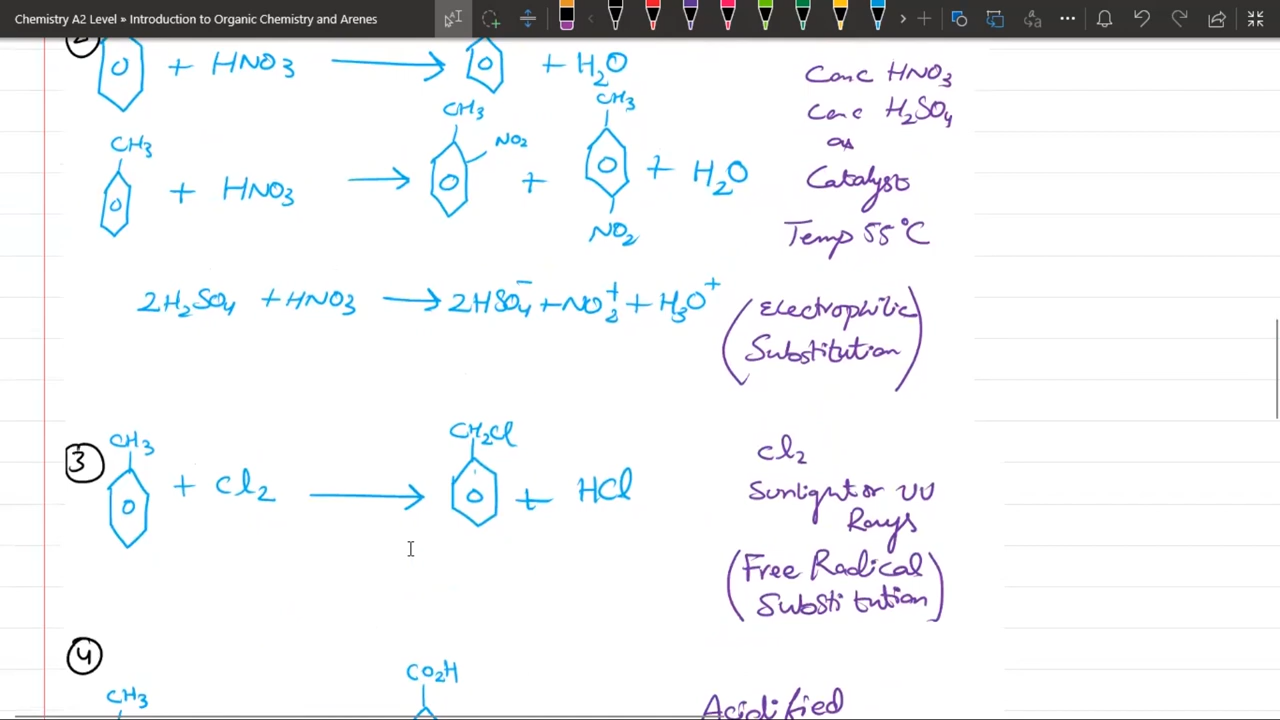 Chemistry A2 Level » Introduction to Organic Chemistry and Arenes
2
+ HNO3 → + H2O
Conc HNO3
Conc H2SO4
as
Catalyst
Temp 55°C
CH3 CH3 NO2 CH3
+ HNO3 → + + H2O
NO2
2H2SO4 + HNO3 → 2HSO4⁻ + NO2⁺ + H3O⁺
(Electrophilic
Substitution)
3
CH3 CH2Cl
+ Cl2 → + HCl
Cl2
Sunlight or UV
Rays
(Free Radical
Substitution)
4
CH3 CO2H
Acidified